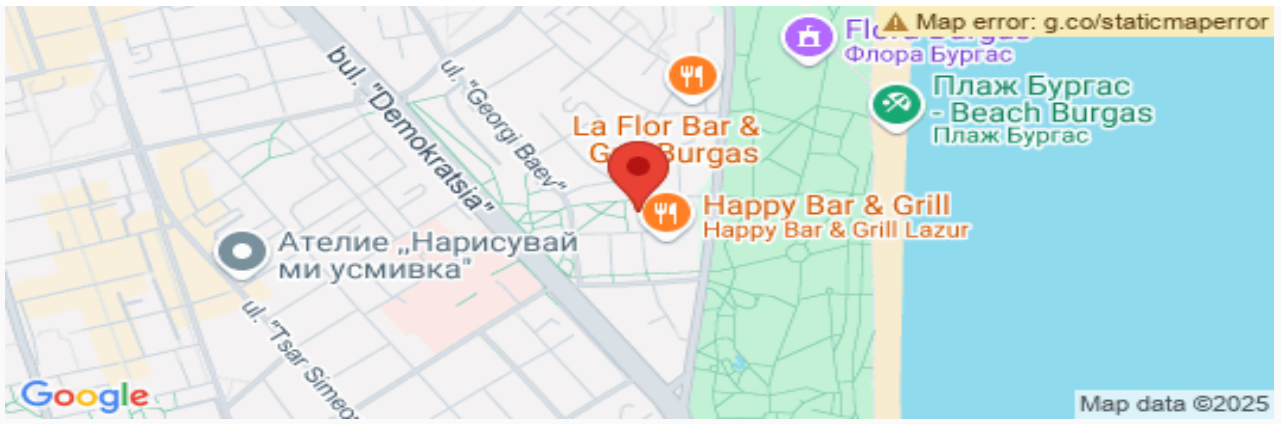 Map error: g.co/staticmaperror
Флора Бургас
Плаж Бургас
- Beach Burgas
Плаж Бургас
bul. "Demokratsia"
ul. "Georgi Baev"
La Flor Bar &
Burgas
Happy Bar & Grill
Happy Bar & Grill Lazur
Ателие „Нарисувай
ми усмивка"
ul. "Tsar Simeo
Google
Map data ©2025